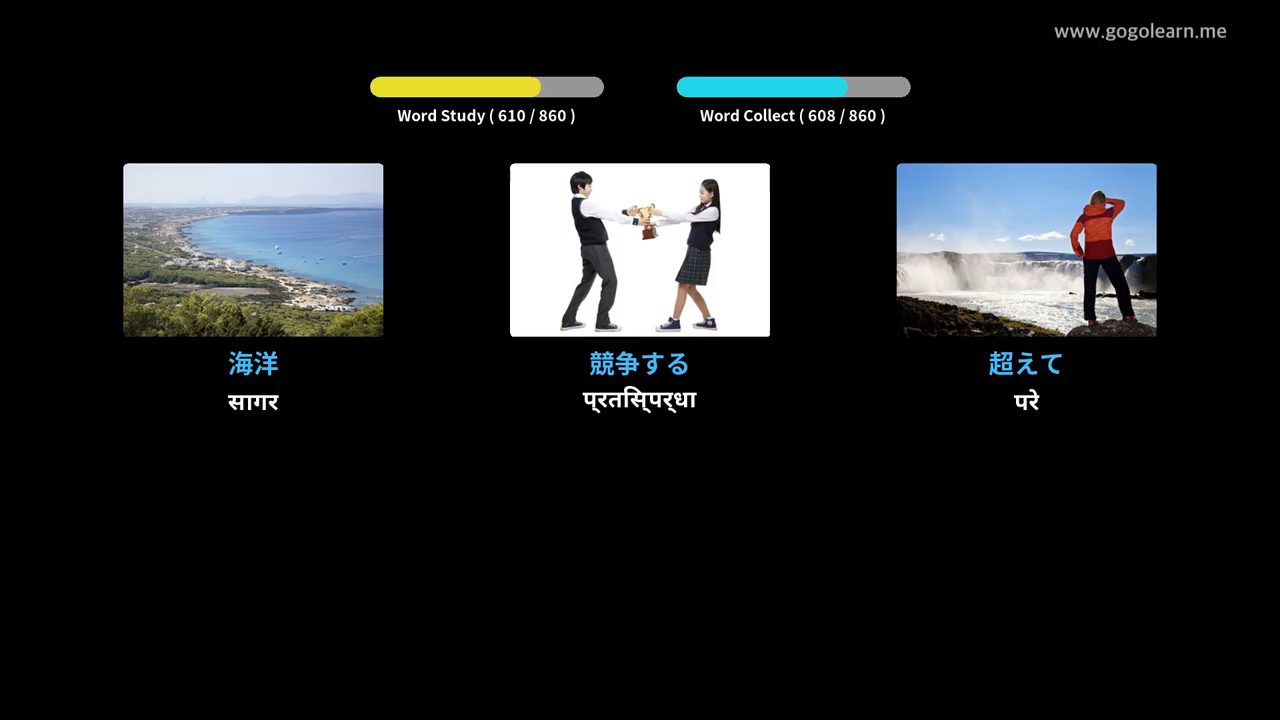 www.gogolearn.me
Word Study ( 610 / 860 )
Word Collect ( 608 / 860 )
海洋
競争する
超えて
सागर
प्रतिस्पर्धा
परे